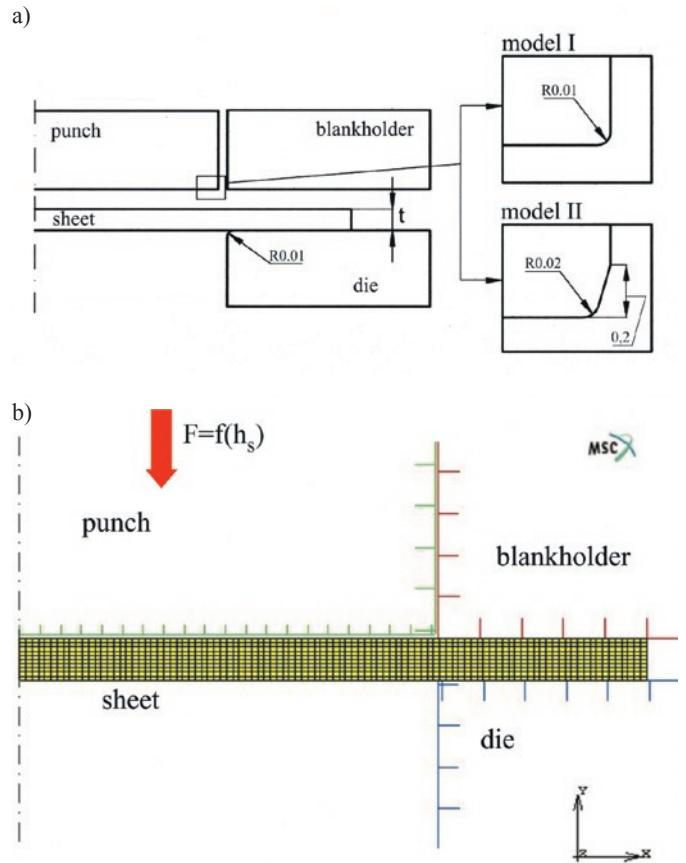 a)
model I
R0.01
punch
blankholder
sheet
t
R0.01
die
model II
R0.02
0,2
b)
F=f(hs)
MSC
punch
blankholder
sheet
die
Y
Z
X